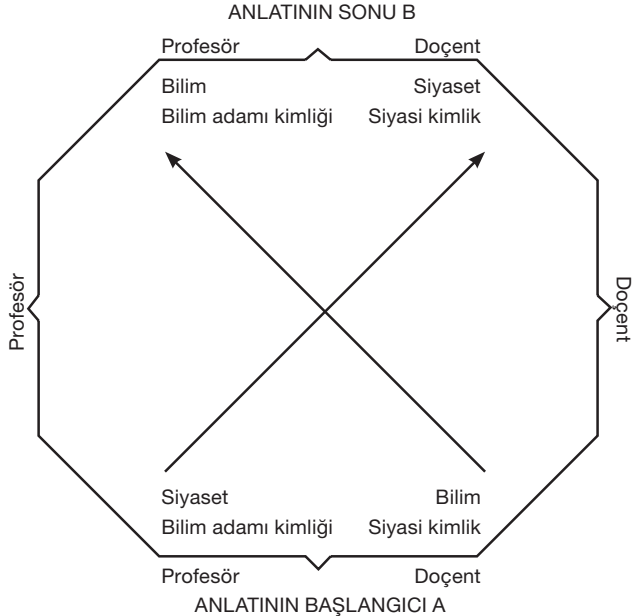 ANLATININ SONU B
Profesör Doçent
Bilim Siyaset
Bilim adamı kimliği Siyasi kimlik
Profesör
Doçent
Siyaset Bilim
Bilim adamı kimliği Siyasi kimlik
Profesör Doçent
ANLATININ BAŞLANGICI A